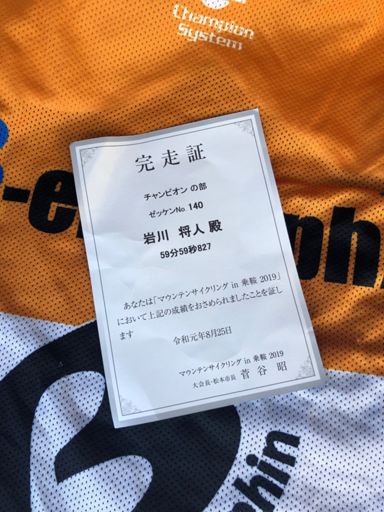 Champion
System
完走証
チャンピオン の部
ゼッケンNo. 140
岩川 将人 殿
59分59秒827
あなたは「マウンテンサイクリング in 乗鞍 2019」
において上記の成績をおさめられましたことを証し
ます
令和元年8月25日
マウンテンサイクリング in 乗鞍 2019
大会長・松本市長 菅谷 昭
-en
phin
phin